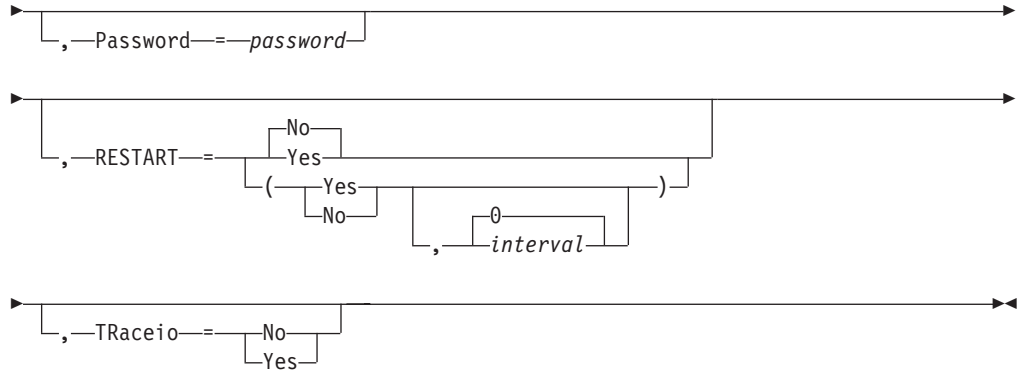 , Password = password
No
, RESTART = Yes
( Yes )
No 0
, interval
, TRaceio = No
Yes